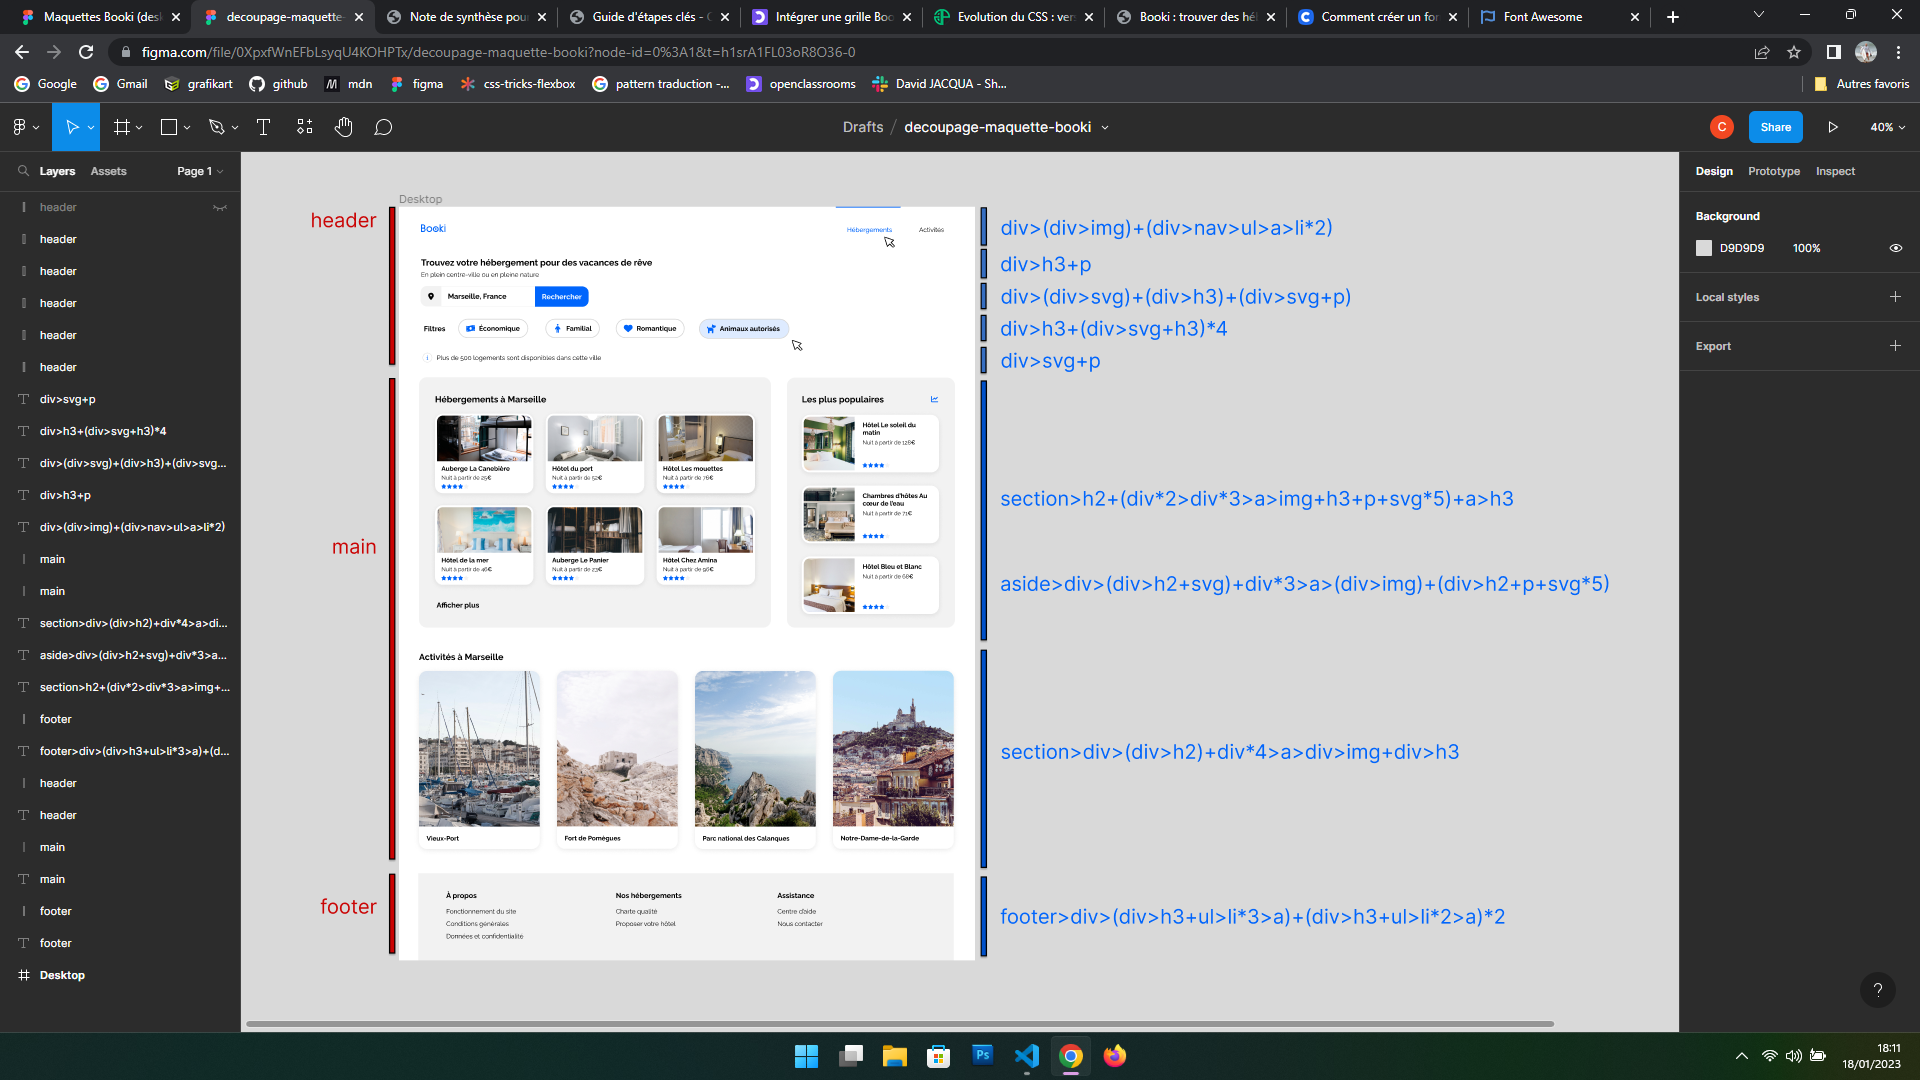 Maquettes Booki (des
decoupage-maquette-
Note de synthèse pour
Guide d'étapes clés - 
Intégrer une grille Boo
Evolution du CSS : ver
Booki : trouver des hé
Comment créer un for
Font Awesome
figma.com/file/0XpxfWnEFbLsyqU4KOHPTx/decoupage-maquette-booki?node-id=0%3A1&t=h1srA1FL03oR8O36-0
Google
Gmail
grafikart
github
mdn
figma
css-tricks-flexbox
pattern traduction -...
openclassrooms
David JACQUA - Sh...
Autres favoris
Drafts / decoupage-maquette-booki
C
Share
40%
Layers
Assets
Page 1
header
header
header
header
header
header
div>svg+p
div>h3+(div>svg+h3)*4
div>(div>svg)+(div>h3)+(div>svg...
div>h3+p
div>(div>img)+(div>nav>ul>a>li*2)
main
main
section>div>(div>h2)+div*4>a>di...
aside>div>(div>h2+svg)+div*3>a...
section>h2+(div*2>div*3>a>img+...
footer
footer>div>(div>h3+ul>li*3>a)+(d...
header
header
main
main
footer
footer
Desktop
header
main
footer
Desktop
Booki
Hébergements
Activités
Trouvez votre hébergement pour des vacances de rêve
En plein centre-ville ou en pleine nature
Marseille, France
Rechercher
Filtres
Économique
Familial
Romantique
Animaux autorisés
Plus de 500 logements sont disponibles dans cette ville
Hébergements à Marseille
Auberge La Canebière
Nuit à partir de 25€
Hôtel du port
Nuit à partir de 52€
Hôtel Les mouettes
Nuit à partir de 76€
Hôtel de la mer
Nuit à partir de 46€
Auberge Le Panier
Nuit à partir de 23€
Hôtel Chez Amina
Nuit à partir de 96€
Afficher plus
Les plus populaires
Hôtel Le soleil du
matin
Nuit à partir de 128€
Chambres d'hôtes Au
cœur de l'eau
Nuit à partir de 71€
Hôtel Bleu et Blanc
Nuit à partir de 68€
Activités à Marseille
Vieux-Port
Fort de Pomègues
Parc national des Calanques
Notre-Dame-de-la-Garde
À propos
Fonctionnement du site
Conditions générales
Données et confidentialité
Nos hébergements
Charte qualité
Proposer votre hôtel
Assistance
Centre d'aide
Nous contacter
div>(div>img)+(div>nav>ul>a>li*2)
div>h3+p
div>(div>svg)+(div>h3)+(div>svg+p)
div>h3+(div>svg+h3)*4
div>svg+p
section>h2+(div*2>div*3>a>img+h3+p+svg*5)+a>h3
aside>div>(div>h2+svg)+div*3>a>(div>img)+(div>h2+p+svg*5)
section>div>(div>h2)+div*4>a>div>img+div>h3
footer>div>(div>h3+ul>li*3>a)+(div>h3+ul>li*2>a)*2
Design
Prototype
Inspect
Background
D9D9D9
100%
Local styles
Export
?
Ps
18:11
18/01/2023